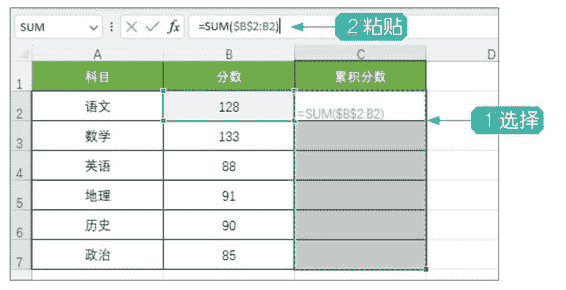 SUM =SUM($B$2:B2) 2粘贴
A B C D
1 科目 分数 累积分数
2 语文 128 =SUM($B$2:B2)
1选择
3 数学 133
4 英语 88
5 地理 91
6 历史 90
7 政治 85